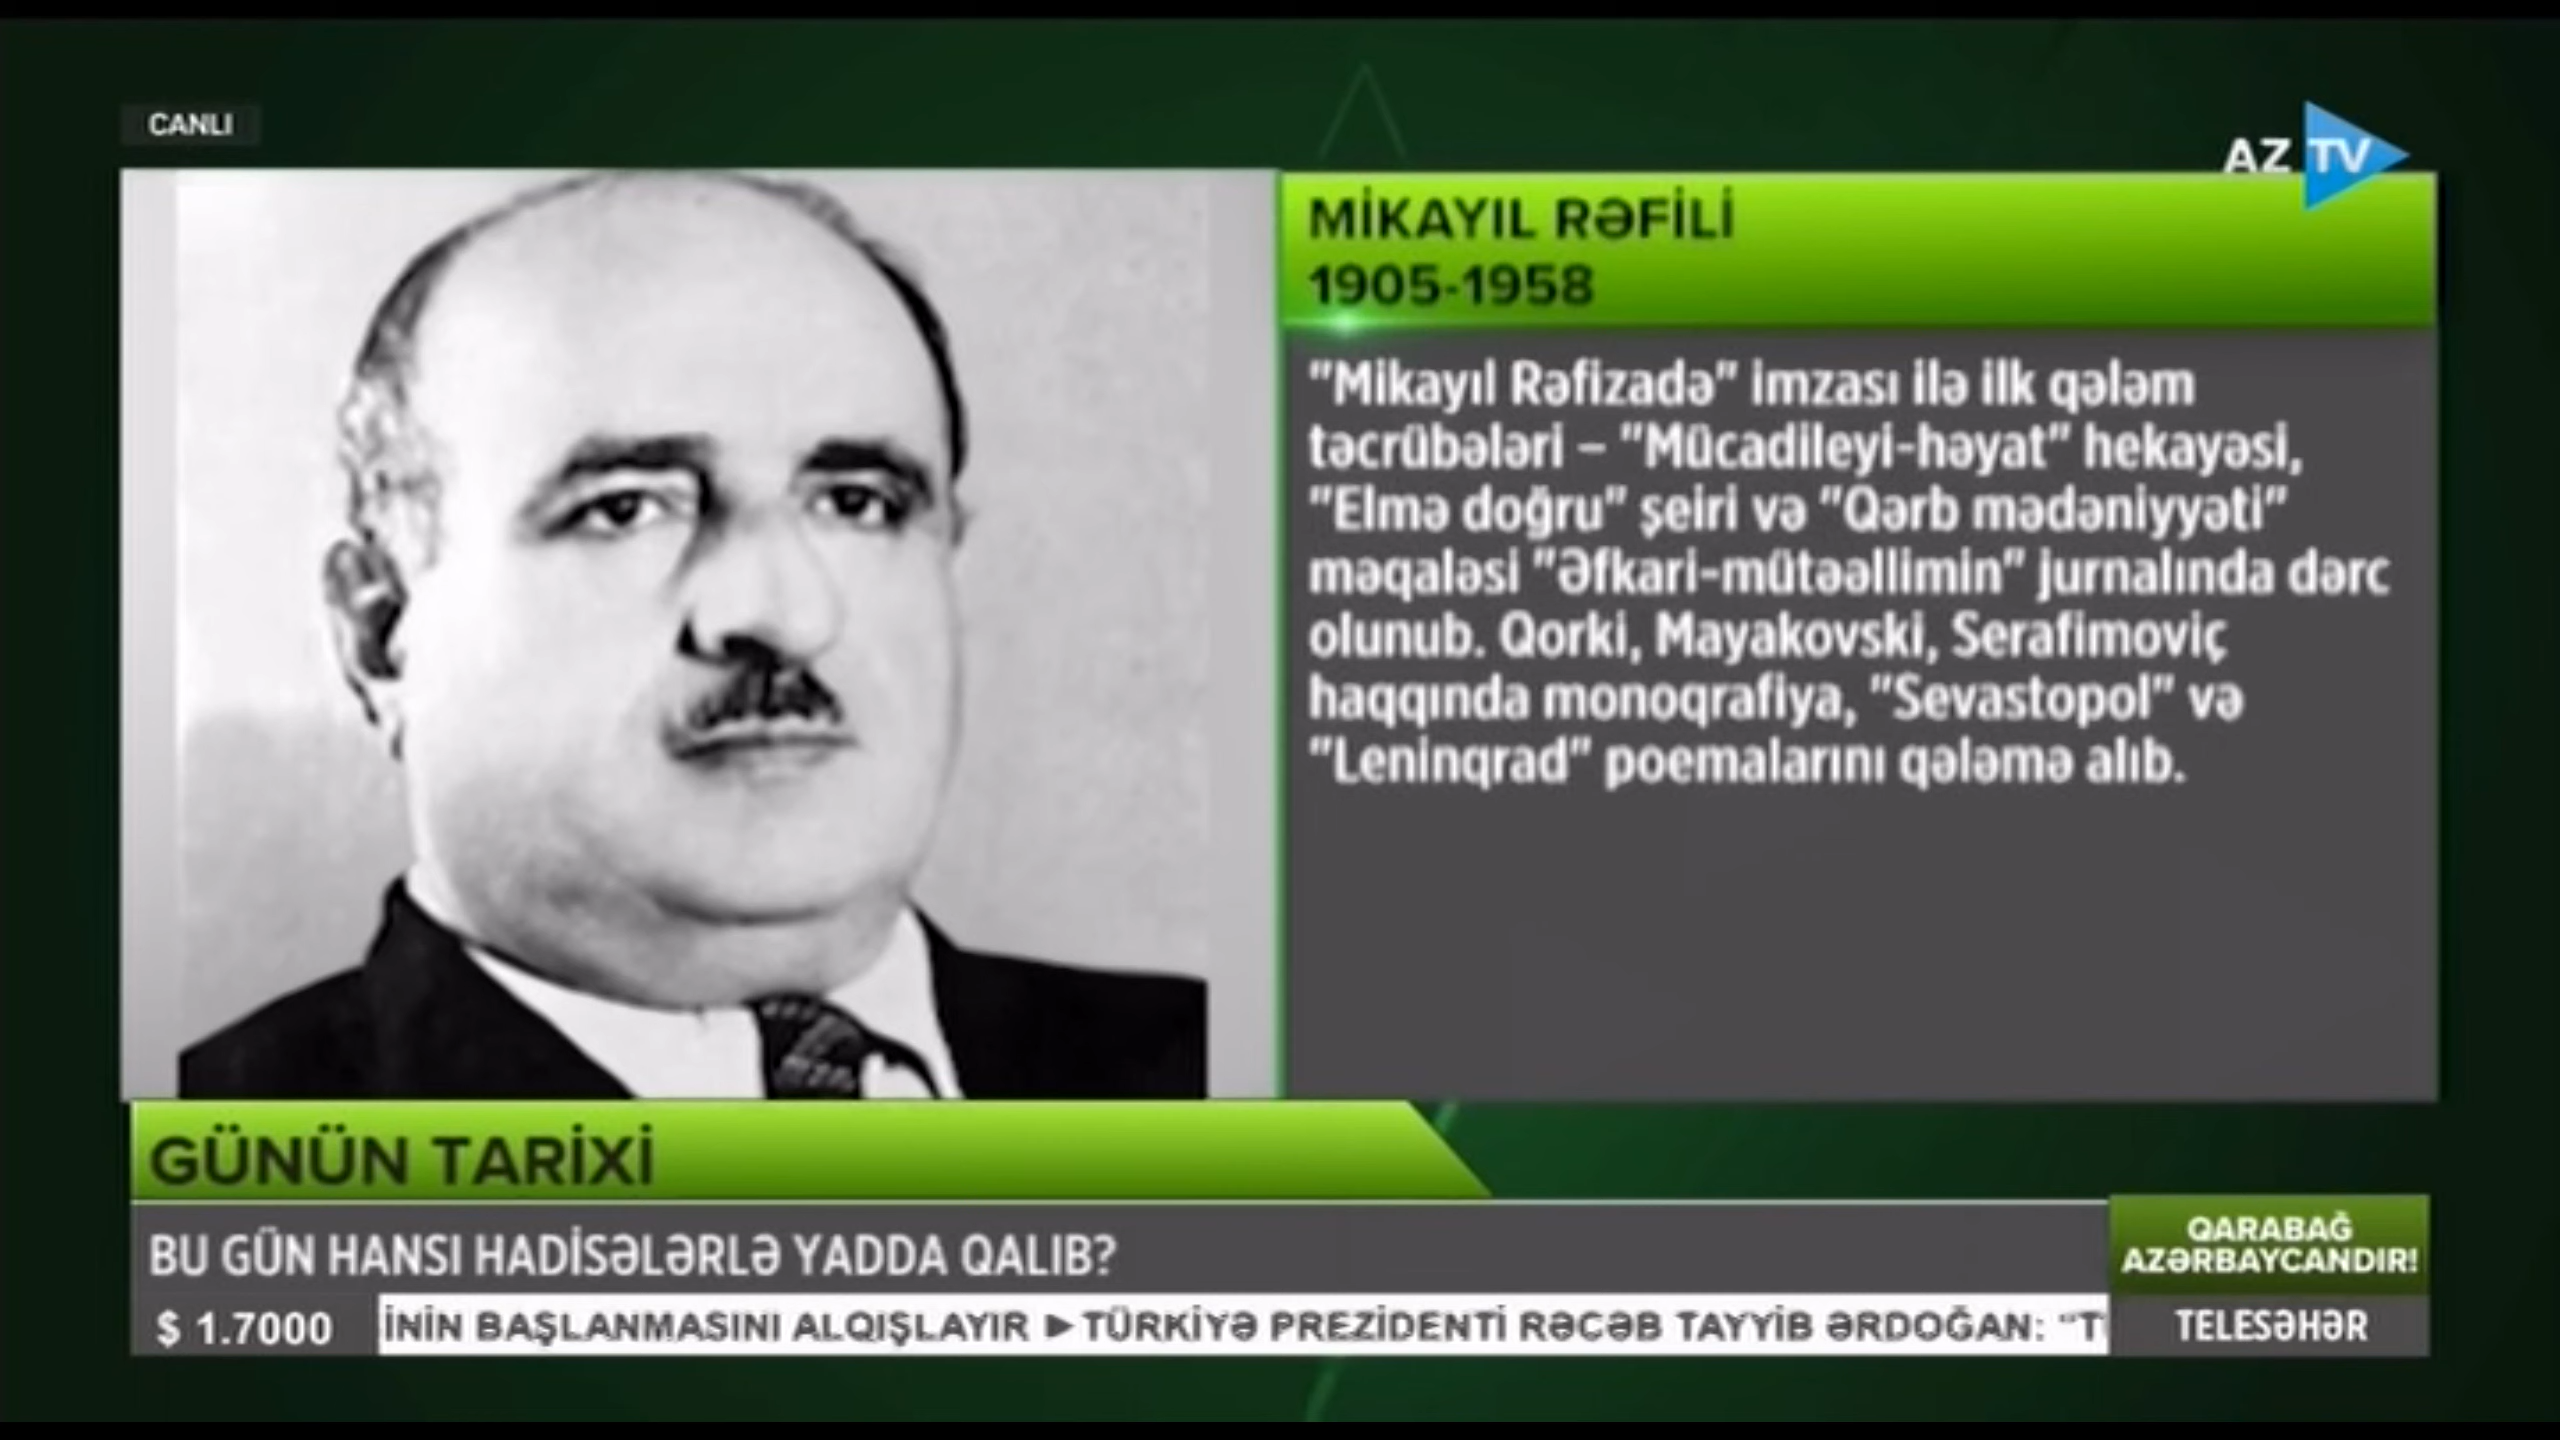 CANLI
AZ TV
MİKAYIL RƏFİLİ
1905-1958
"Mikayıl Rəfizadə" imzası ilə ilk qələm
təcrübələri – "Mücadileyi-həyat" hekayəsi,
"Elmə doğru" şeiri və "Qərb mədəniyyəti"
məqaləsi "Əfkari-mütəəllimin" jurnalında dərc
olunub. Qorki, Mayakovski, Serafimoviç
haqqında monoqrafiya, "Sevastopol" və
"Leninqrad" poemalarını qələmə alıb.
GÜNÜN TARİXİ
BU GÜN HANSI HADİSƏLƏRLƏ YADDA QALIB?
QARABAĞ
AZƏRBAYCANDIR!
$ 1.7000
İNİN BAŞLANMASINI ALQIŞLAYIR ►TÜRKİYƏ PREZİDENTİ RƏCƏB TAYYİB ƏRDOĞAN: "T
TELESƏHƏR